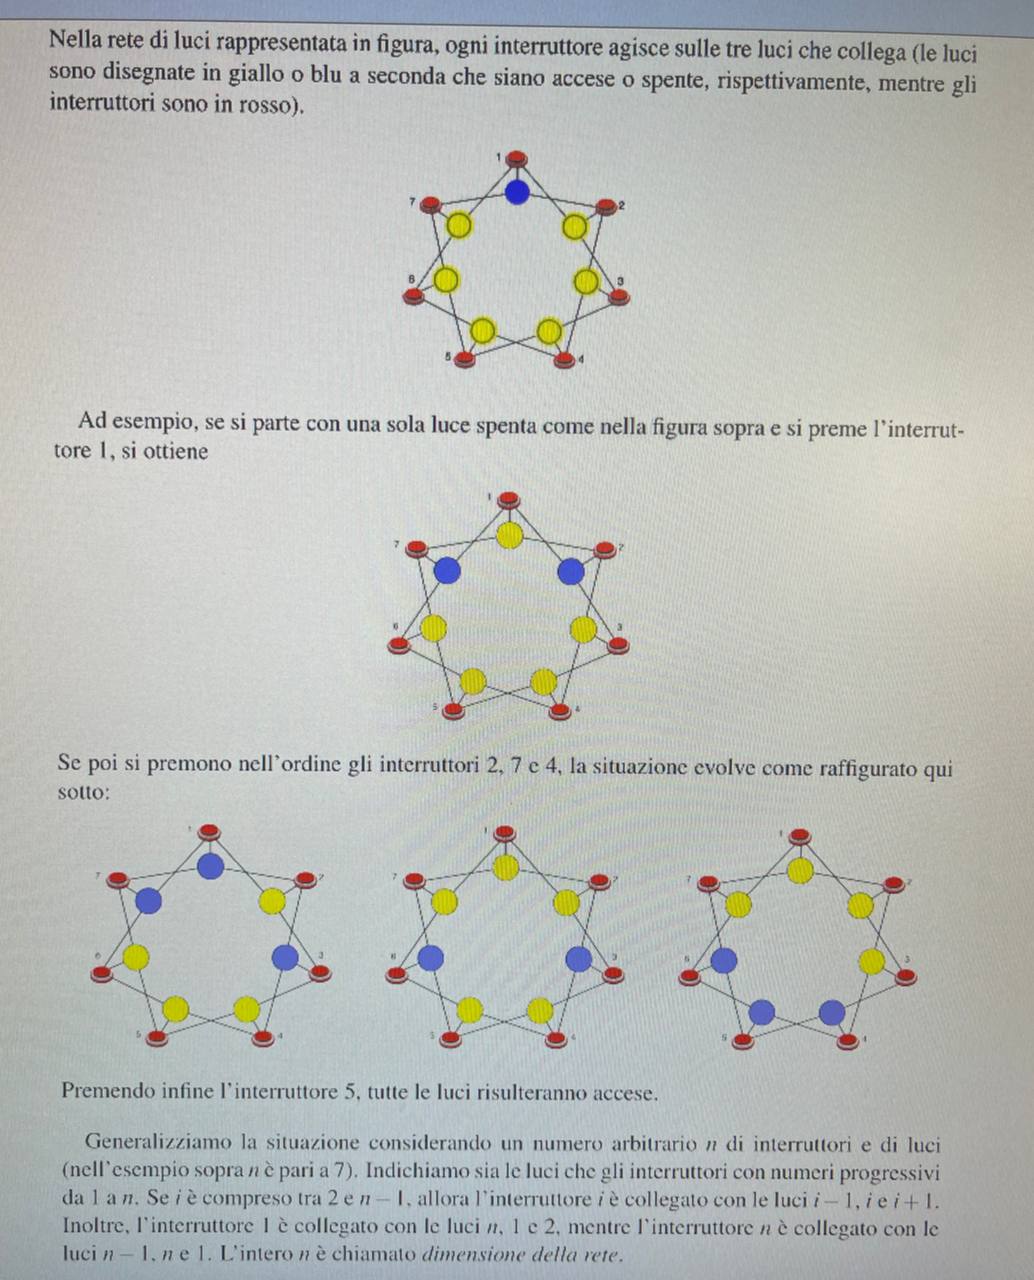 Nella rete di luci rappresentata in figura, ogni interruttore agisce sulle tre luci che collega (le luci
sono disegnate in giallo o blu a seconda che siano accese o spente, rispettivamente, mentre gli
interruttori sono in rosso).
1
7
2
6
3
5
4
Ad esempio, se si parte con una sola luce spenta come nella figura sopra e si preme l'interrut-
tore 1, si ottiene
1
7
2
6
3
5
4
Se poi si premono nell'ordine gli interruttori 2, 7 e 4, la situazione evolve come raffigurato qui
sotto:
1 1 1
7 2 7 2 7 2
6 3 6 3 6 3
5 4 5 4 5 4
Premendo infine l'interruttore 5, tutte le luci risulteranno accese.
Generalizziamo la situazione considerando un numero arbitrario n di interruttori e di luci
(nell'esempio sopra n è pari a 7). Indichiamo sia le luci che gli interruttori con numeri progressivi
da 1 a n. Se i è compreso tra 2 e n − 1, allora l'interruttore i è collegato con le luci i − 1, i e i + 1.
Inoltre, l'interruttore 1 è collegato con le luci n, 1 e 2, mentre l'interruttore n è collegato con le
luci n − 1, n e 1. L'intero n è chiamato dimensione della rete.